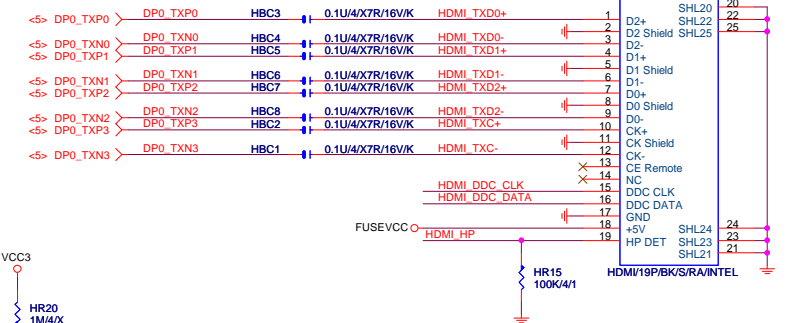 SHL20 20
<5> DP0_TXP0 DP0_TXP0 HBC3 0.1U/4/X7R/16V/K HDMI_TXD0+ 1 D2+ SHL22 22
2 D2 Shield SHL25 25
<5> DP0_TXN0 DP0_TXN0 HBC4 0.1U/4/X7R/16V/K HDMI_TXD0- 3 D2-
<5> DP0_TXP1 DP0_TXP1 HBC5 0.1U/4/X7R/16V/K HDMI_TXD1+ 4 D1+
5 D1 Shield
<5> DP0_TXN1 DP0_TXN1 HBC6 0.1U/4/X7R/16V/K HDMI_TXD1- 6 D1-
<5> DP0_TXP2 DP0_TXP2 HBC7 0.1U/4/X7R/16V/K HDMI_TXD2+ 7 D0+
8 D0 Shield
<5> DP0_TXN2 DP0_TXN2 HBC8 0.1U/4/X7R/16V/K HDMI_TXD2- 9 D0-
<5> DP0_TXP3 DP0_TXP3 HBC2 0.1U/4/X7R/16V/K HDMI_TXC+ 10 CK+
11 CK Shield
<5> DP0_TXN3 DP0_TXN3 HBC1 0.1U/4/X7R/16V/K HDMI_TXC- 12 CK-
13 CE Remote
14 NC
HDMI_DDC_CLK 15 DDC CLK
HDMI_DDC_DATA 16 DDC DATA
17 GND
FUSEVCC 18 +5V SHL24 24
HDMI_HP 19 HP DET SHL23 23
SHL21 21
VCC3
HR15
100K/4/1
HDMI/19P/BK/S/RA/INTEL
HR20
1M/4/X